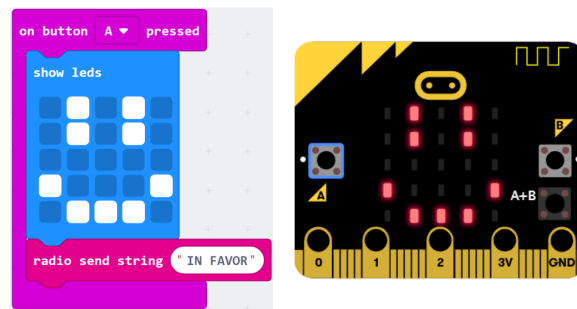 on button A pressed
show leds
radio send string "IN FAVOR"
A
B
A+B
0 1 2 3V GND